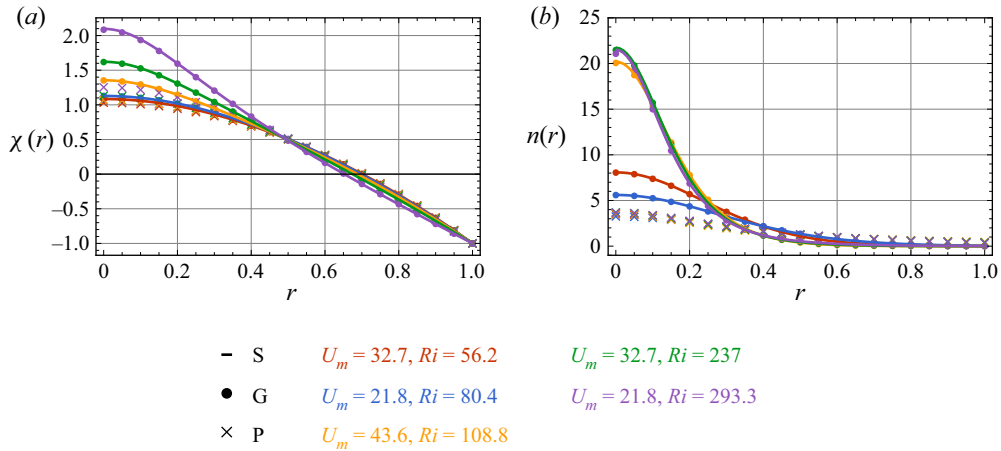 (a)
(b)
2.0
1.5
1.0
0.5
0
−0.5
−1.0
χ (r)
0
0.2
0.4
0.6
0.8
1.0
r
25
20
15
10
5
0
n(r)
0
0.2
0.4
0.6
0.8
1.0
r
S U_m = 32.7, Ri = 56.2 U_m = 32.7, Ri = 237
G U_m = 21.8, Ri = 80.4 U_m = 21.8, Ri = 293.3
P U_m = 43.6, Ri = 108.8